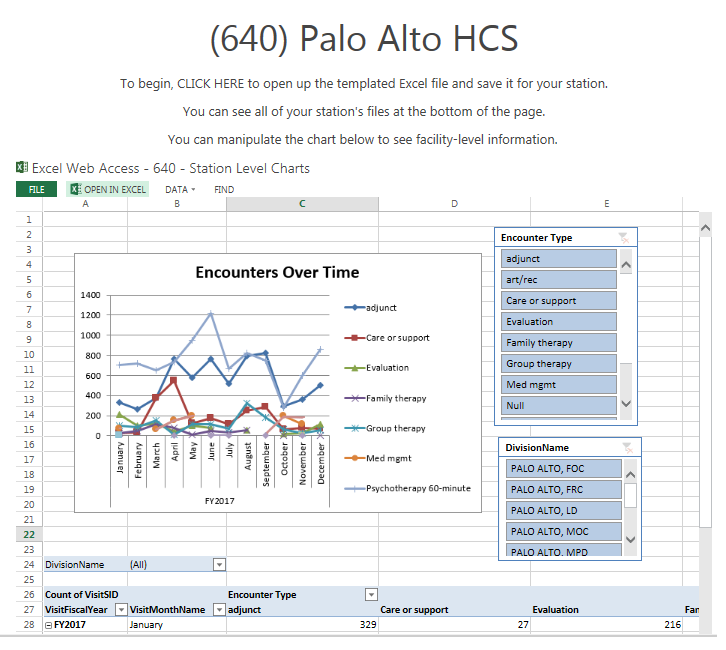 (640) Palo Alto HCS
To begin, CLICK HERE to open up the templated Excel file and save it for your station.
You can see all of your station's files at the bottom of the page.
You can manipulate the chart below to see facility-level information.
Excel Web Access - 640 - Station Level Charts
FILE OPEN IN EXCEL DATA FIND
A B C D E
1
2
3
4
5
6
7
8
9
10
11
12
13
14
15
16
17
18
19
20
21
22
23
Encounters Over Time
1400
1200
1000
800
600
400
200
0
January
February
March
April
May
June
July
August
September
October
November
December
FY2017
adjunct
Care or support
Evaluation
Family therapy
Group therapy
Med mgmt
Psychotherapy 60-minute
Encounter Type
adjunct
art/rec
Care or support
Evaluation
Family therapy
Group therapy
Med mgmt
Null
DivisionName
PALO ALTO, FOC
PALO ALTO, FRC
PALO ALTO, LD
PALO ALTO, MOC
PALO ALTO, MPD
24 DivisionName (All)
25
26 Count of VisitSID Encounter Type
27 VisitFiscalYear VisitMonthName adjunct Care or support Evaluation Fam
28 FY2017 January 329 27 216